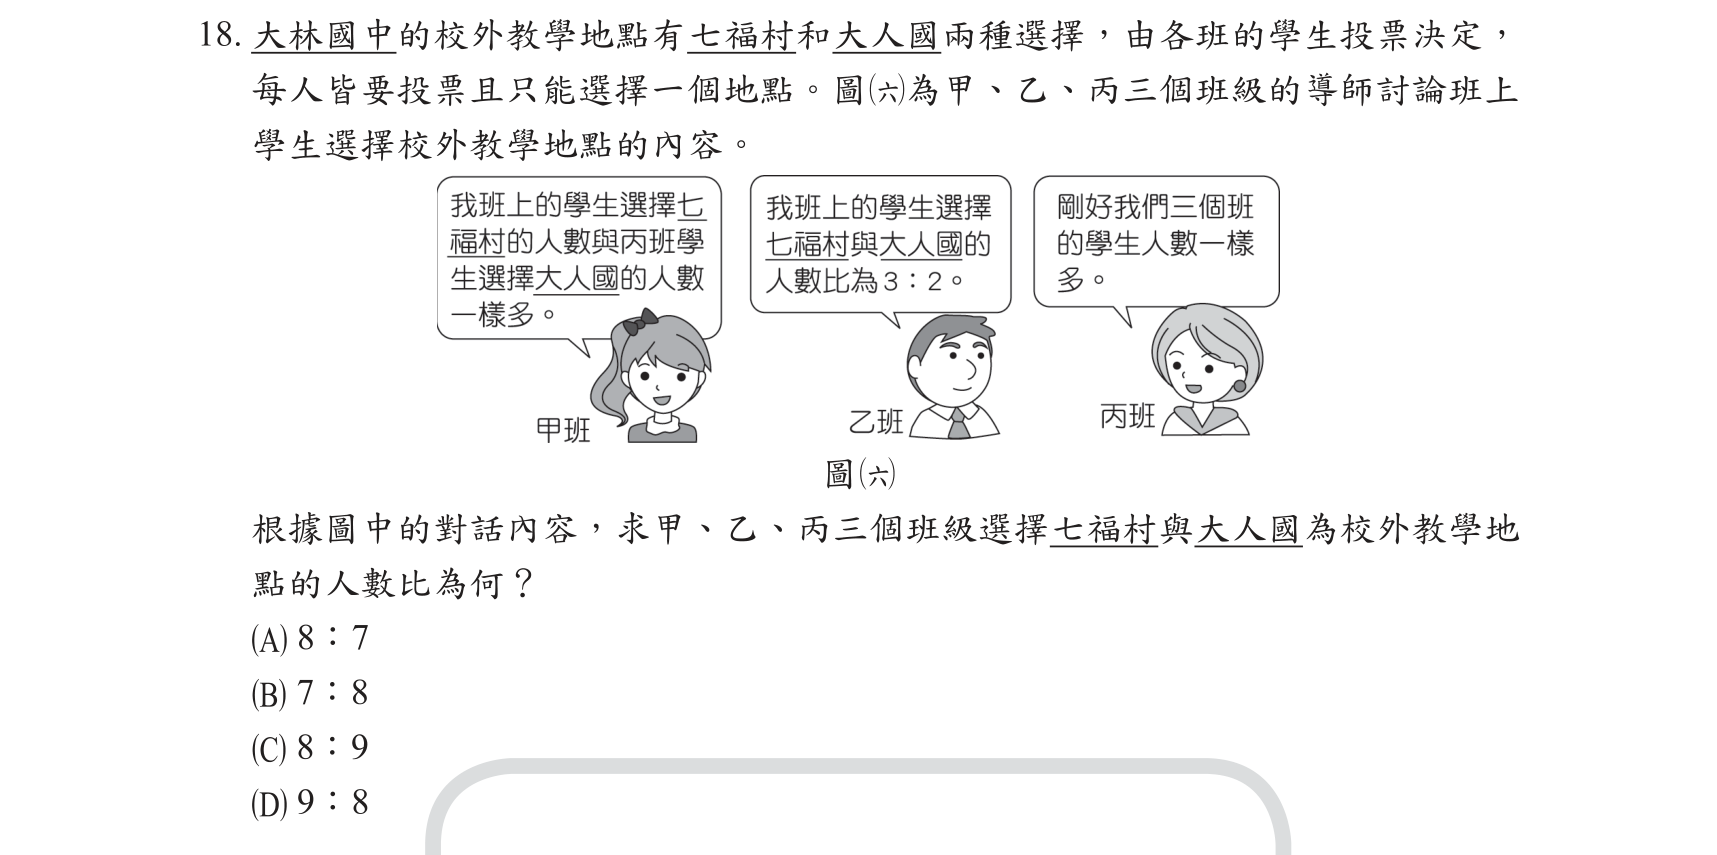 18. 大林國中的校外教學地點有七福村和大人國兩種選擇，由各班的學生投票決定，
每人皆要投票且只能選擇一個地點。圖(六)為甲、乙、丙三個班級的導師討論班上
學生選擇校外教學地點的內容。
我班上的學生選擇七
福村的人數與丙班學
生選擇大人國的人數
一樣多。
甲班
我班上的學生選擇
七福村與大人國的
人數比為3：2。
乙班
剛好我們三個班
的學生人數一樣
多。
丙班
圖(六)
根據圖中的對話內容，求甲、乙、丙三個班級選擇七福村與大人國為校外教學地
點的人數比為何？
(A) 8：7
(B) 7：8
(C) 8：9
(D) 9：8